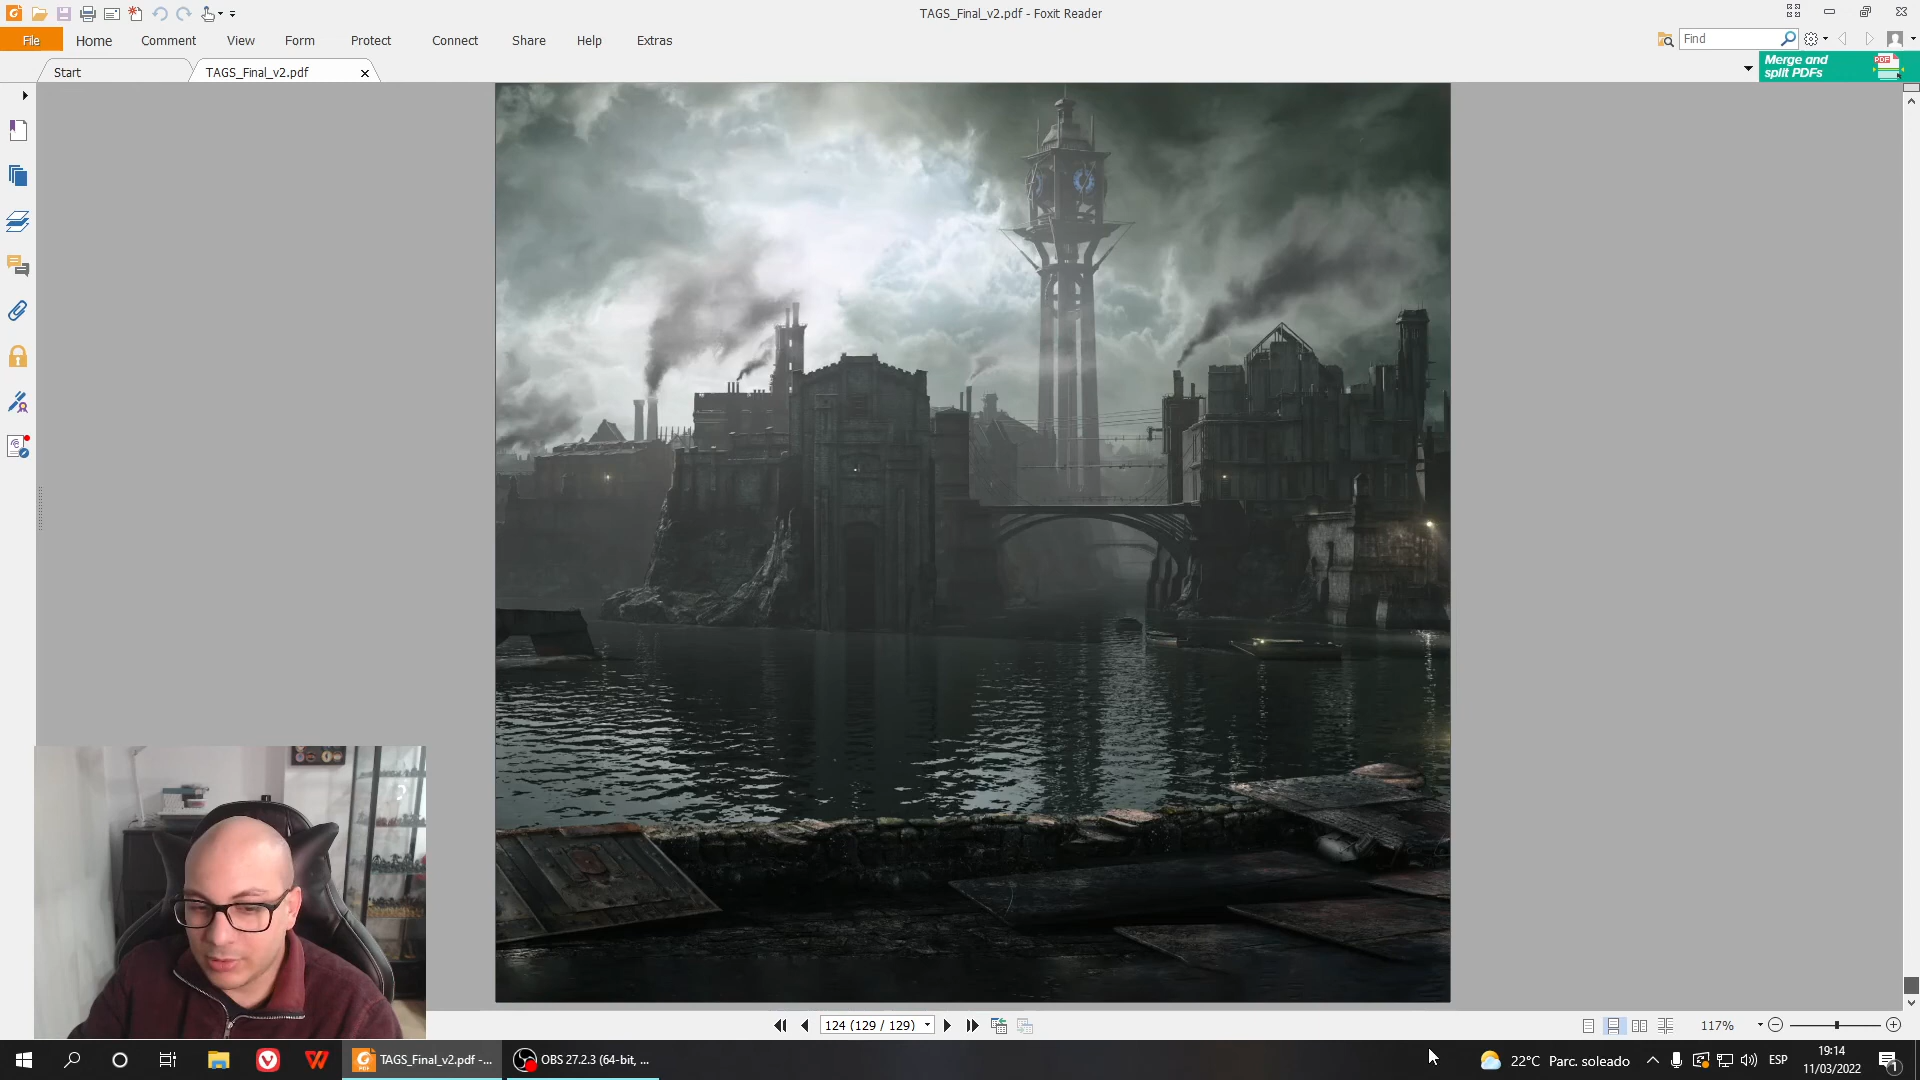 TAGS_Final_v2.pdf - Foxit Reader
File Home Comment View Form Protect Connect Share Help Extras
Find
Start
TAGS_Final_v2.pdf
Merge and
split PDFs
PDF
124 (129 / 129)
117%
TAGS_Final_v2.pdf -...
OBS 27.2.3 (64-bit, ...
22°C Parc. soleado
ESP
19:14
11/03/2022
1